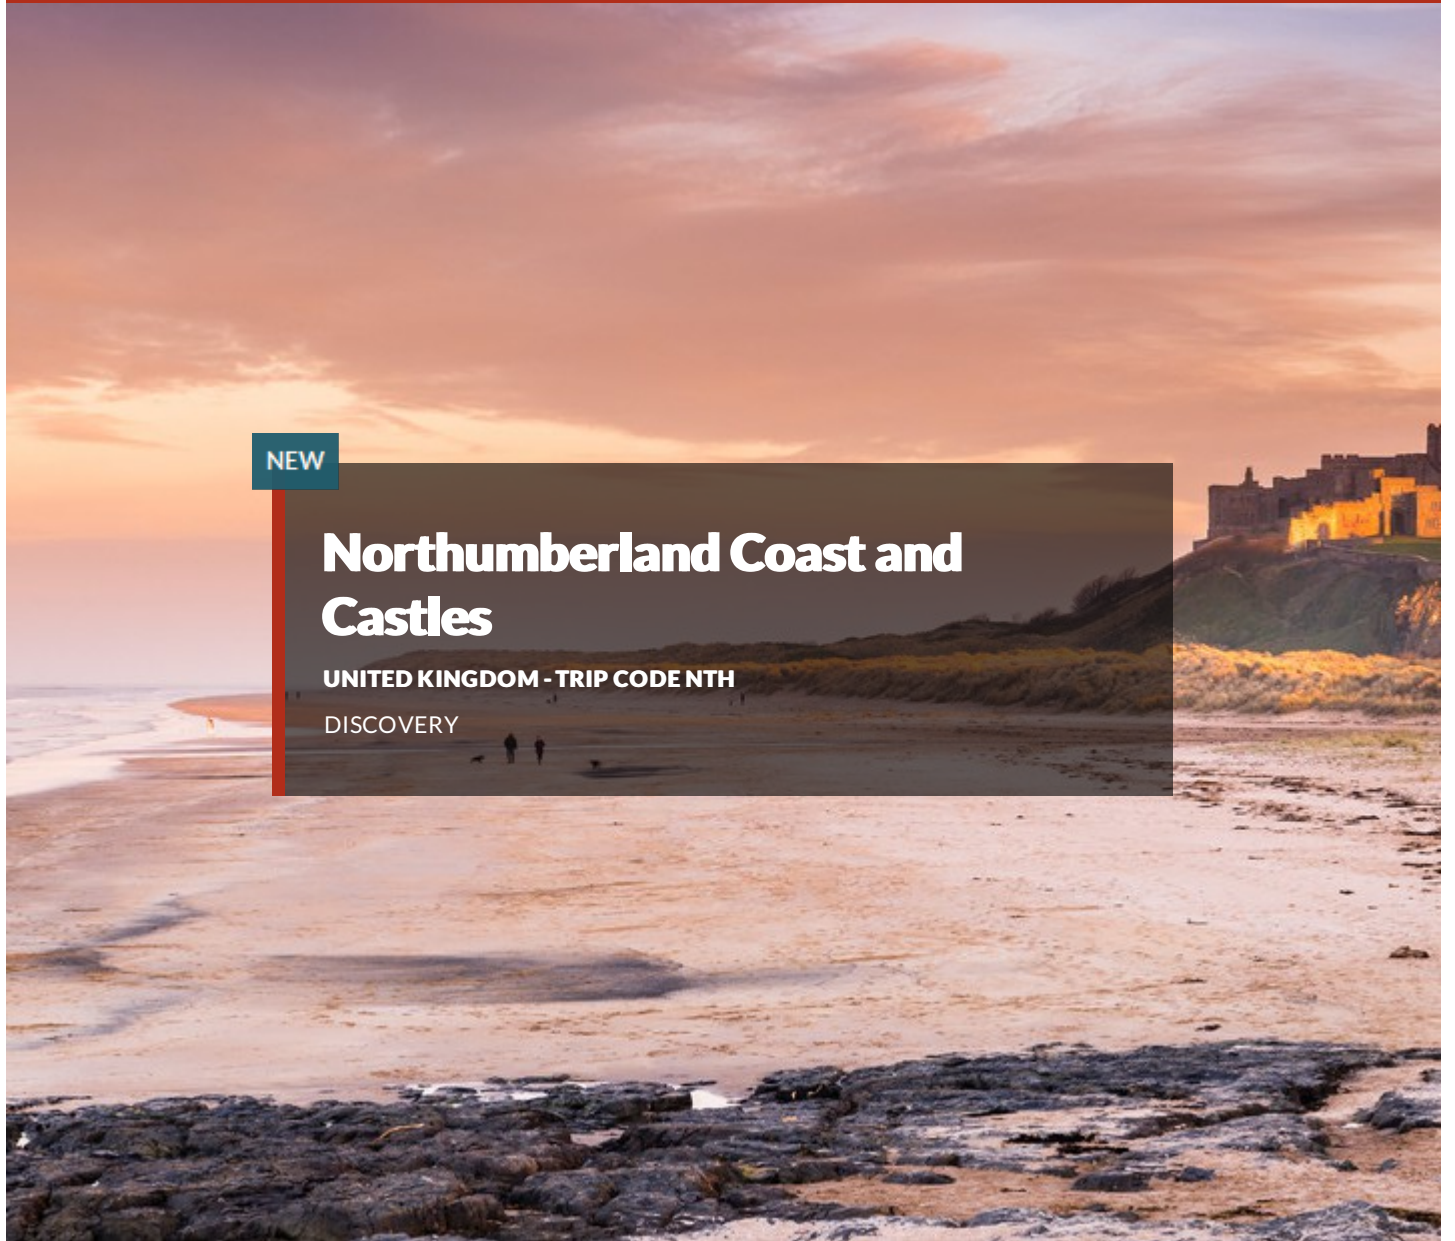 NEW
Northumberland Coast and
Castles
UNITED KINGDOM - TRIP CODE NTH
DISCOVERY